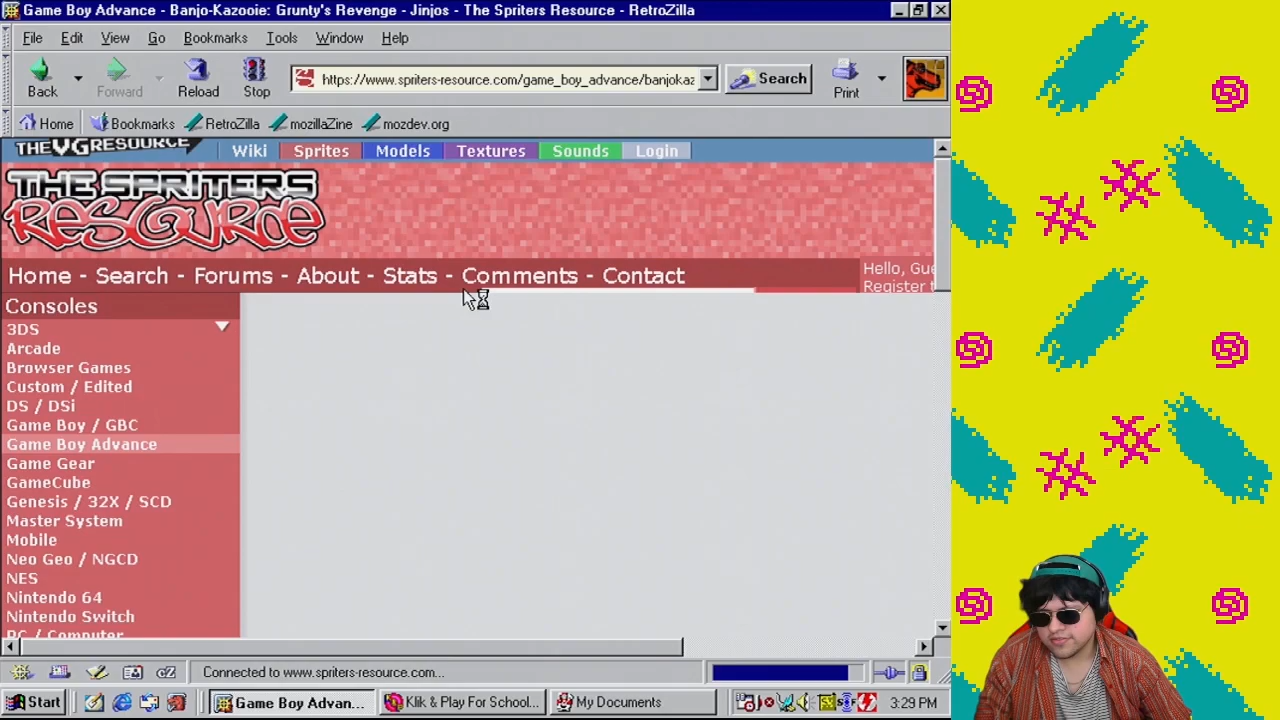 Game Boy Advance - Banjo-Kazooie: Grunty's Revenge - Jinjos - The Spriters Resource - RetroZilla
File Edit View Go Bookmarks Tools Window Help
https://www.spriters-resource.com/game_boy_advance/banjokaz
Search
Back Forward Reload Stop Print
Home Bookmarks RetroZilla mozillaZine mozdev.org
THE VG RESOURCE Wiki Sprites Models Textures Sounds Login
THE SPRITERS
RESOURCE
Home - Search - Forums - About - Stats - Comments - Contact
Hello, Gue
Register t
Consoles
3DS
Arcade
Browser Games
Custom / Edited
DS / DSi
Game Boy / GBC
Game Boy Advance
Game Gear
GameCube
Genesis / 32X / SCD
Master System
Mobile
Neo Geo / NGCD
NES
Nintendo 64
Nintendo Switch
PC / Computer
Connected to www.spriters-resource.com...
Start Game Boy Advan... Klik & Play For School... My Documents 3:29 PM